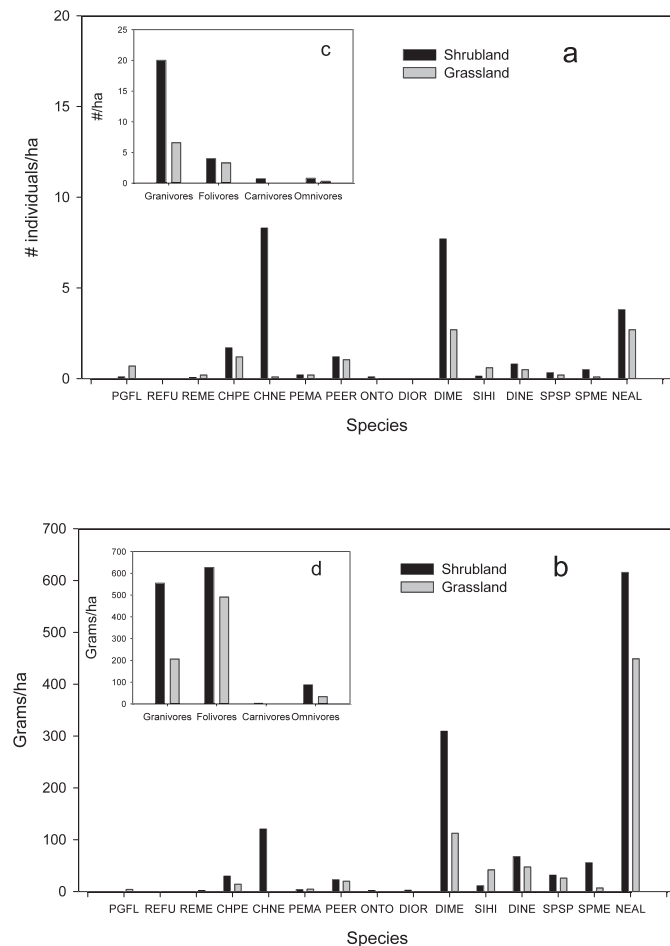 20
15
10
5
0
# individuals/ha
a
Shrubland
Grassland
c
25
20
15
10
5
0
#/ha
Granivores Folivores Carnivores Omnivores
PGFL REFU REME CHPE CHNE PEMA PEER ONTO DIOR DIME SIHI DINE SPSP SPME NEAL
Species
700
600
500
400
300
200
100
0
Grams/ha
b
Shrubland
Grassland
d
700
600
500
400
300
200
100
0
Grams/ha
Granivores Folivores Carnivores Omnivores
PGFL REFU REME CHPE CHNE PEMA PEER ONTO DIOR DIME SIHI DINE SPSP SPME NEAL
Species